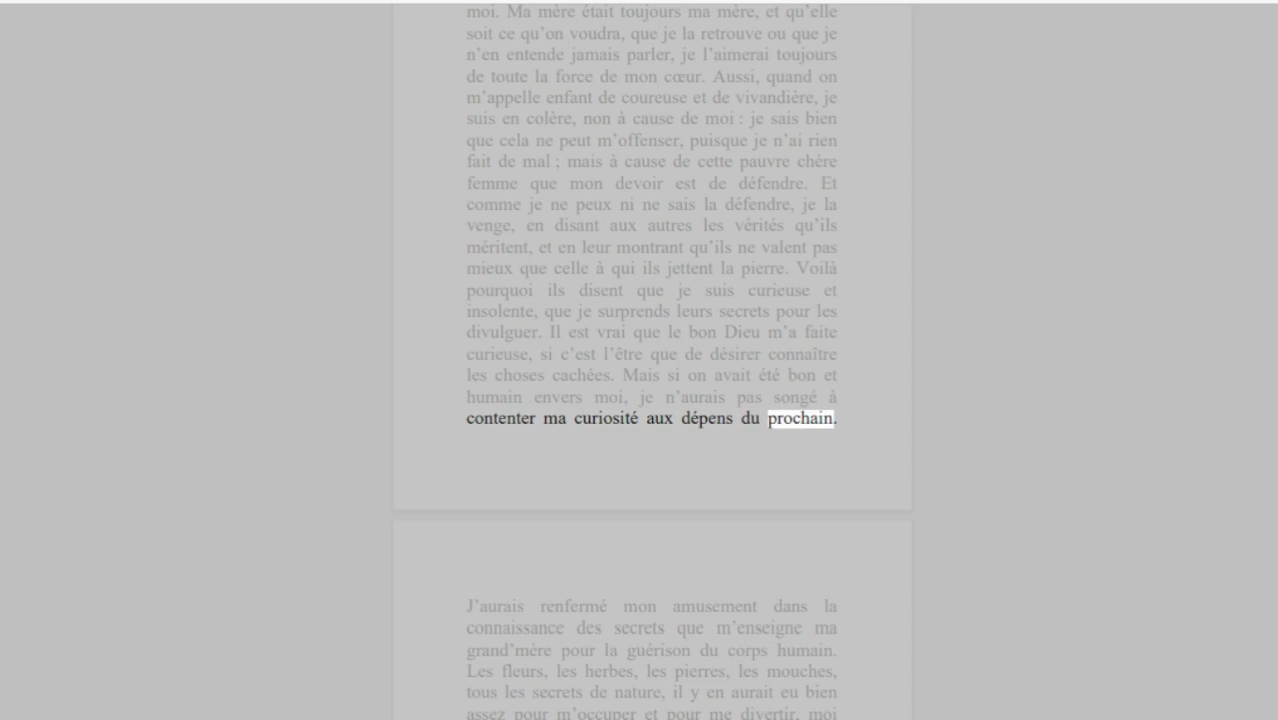 moi. Ma mère était toujours ma mère, et qu’elle
soit ce qu’on voudra, que je la retrouve ou que je
n’en entende jamais parler, je l’aimerai toujours
de toute la force de mon cœur. Aussi, quand on
m’appelle enfant de coureuse et de vivandière, je
suis en colère, non à cause de moi : je sais bien
que cela ne peut m’offenser, puisque je n’ai rien
fait de mal ; mais à cause de cette pauvre chère
femme que mon devoir est de défendre. Et
comme je ne peux ni ne sais la défendre, je la
venge, en disant aux autres les vérités qu’ils
méritent, et en leur montrant qu’ils ne valent pas
mieux que celle à qui ils jettent la pierre. Voilà
pourquoi ils disent que je suis curieuse et
insolente, que je surprends leurs secrets pour les
divulguer. Il est vrai que le bon Dieu m’a faite
curieuse, si c’est l’être que de désirer connaître
les choses cachées. Mais si on avait été bon et
humain envers moi, je n’aurais pas songé à
contenter ma curiosité aux dépens du prochain.
J’aurais renfermé mon amusement dans la
connaissance des secrets que m’enseigne ma
grand’mère pour la guérison du corps humain.
Les fleurs, les herbes, les pierres, les mouches,
tous les secrets de nature, il y en aurait eu bien
assez pour m’occuper et pour me divertir, moi